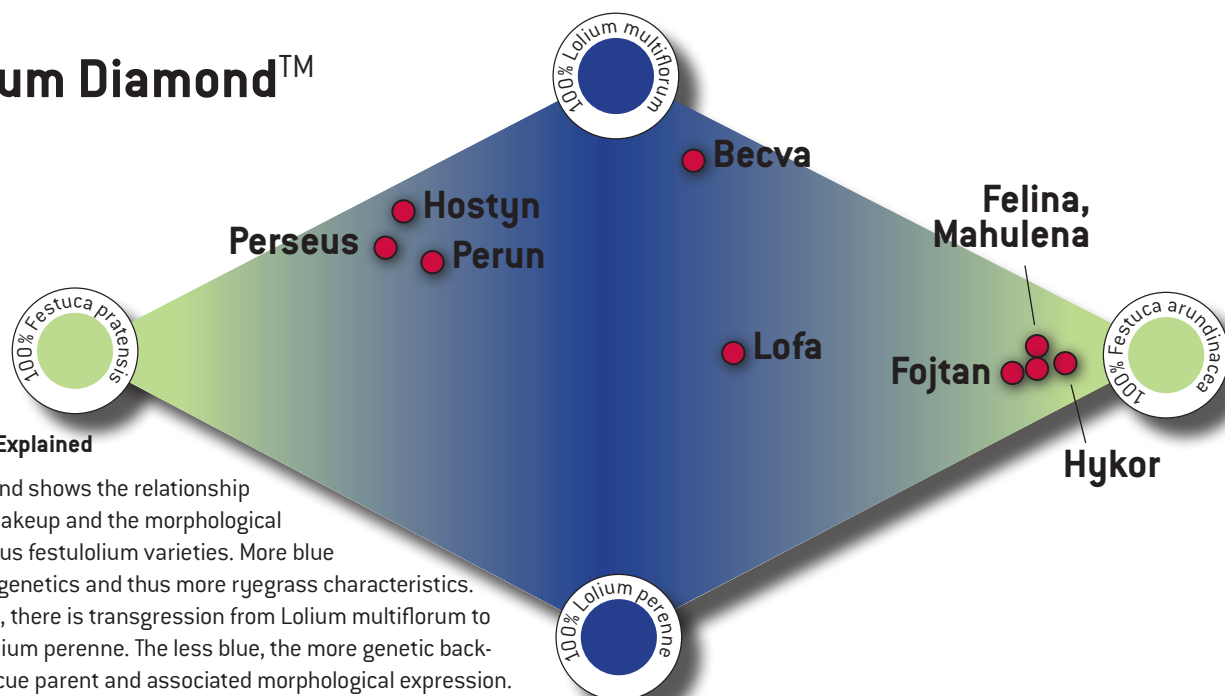 um Diamond™
100% Lolium multiflorum
Becva
Hostyn
Perseus
Perun
Felina,
Mahulena
100% Festuca pratensis
100% Festuca arundinacea
Lofa
Fojtan
Hykor
Explained
nd shows the relationship
akeup and the morphological
us festulolium varieties. More blue
genetics and thus more ryegrass characteristics.
, there is transgression from Lolium multiflorum to
ium perenne. The less blue, the more genetic back-
cue parent and associated morphological expression.
100% Lolium perenne